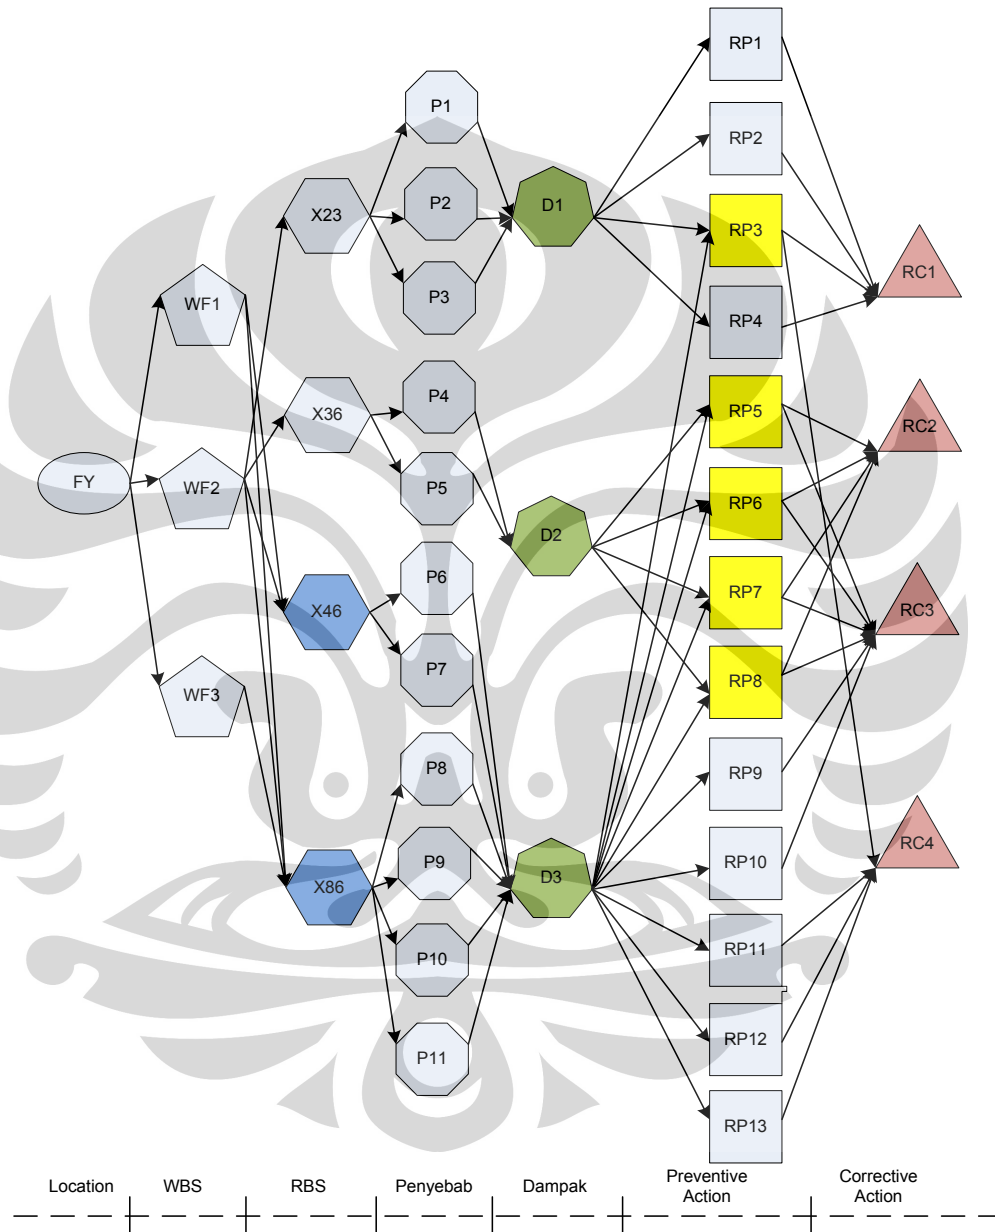 RP1
P1
RP2
P2
D1
X23
RP3
RC1
P3
WF1
RP4
P4
X36
RP5
RC2
FY
WF2
P5
RP6
D2
P6
RP7
X46
RC3
P7
WF3
RP8
P8
RP9
P9
RP10
RC4
X86
D3
P10
RP11
RP12
P11
RP13
Location
WBS
RBS
Penyebab
Dampak
Preventive
Action
Corrective
Action